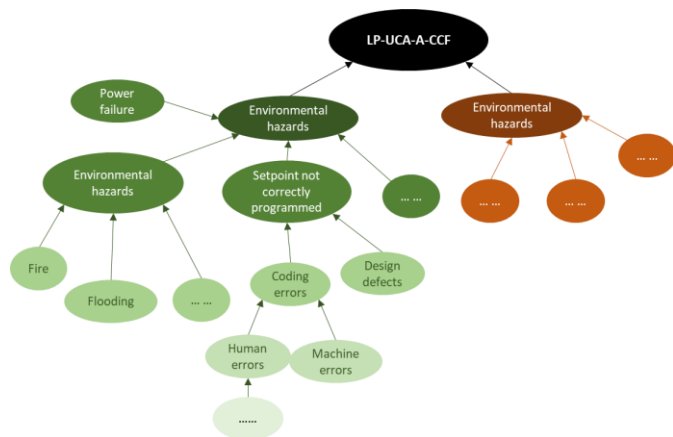 LP-UCA-A-CCF
Power
failure
Environmental
hazards
Environmental
hazards
Environmental
hazards
Setpoint not
correctly
programmed
... ...
... ...
... ...
... ...
Fire
Flooding
... ...
Coding
errors
Design
defects
Human
errors
Machine
errors
......